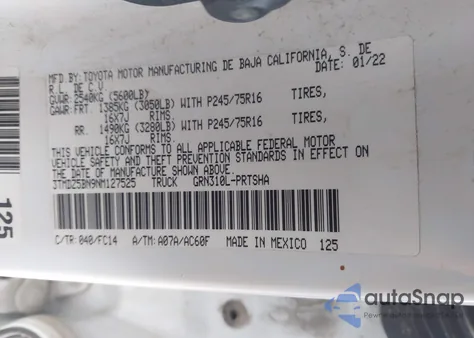 MFD BY: TOYOTA MOTOR MANUFACTURING DE BAJA CALIFORNIA, S. DE
R.L. DE C.V. DATE: 01/22
GVWR: 2540KG (5600LB)
GAWR: FRT. 1385KG (3050LB) WITH P245/75R16 TIRES,
16X7J RIMS.
RR. 1490KG (3280LB) WITH P245/75R16 TIRES,
16X7J RIMS.
THIS VEHICLE CONFORMS TO ALL APPLICABLE FEDERAL MOTOR
VEHICLE SAFETY AND THEFT PREVENTION STANDARDS IN EFFECT ON
THE DATE OF MANUFACTURE SHOWN ABOVE.
3TMDZ5BN9NM127525 TRUCK GRN310L-PRTSHA
C/TR: 040/FC14 A/TM: A07A/AC60F MADE IN MEXICO 125
125
autoSnap